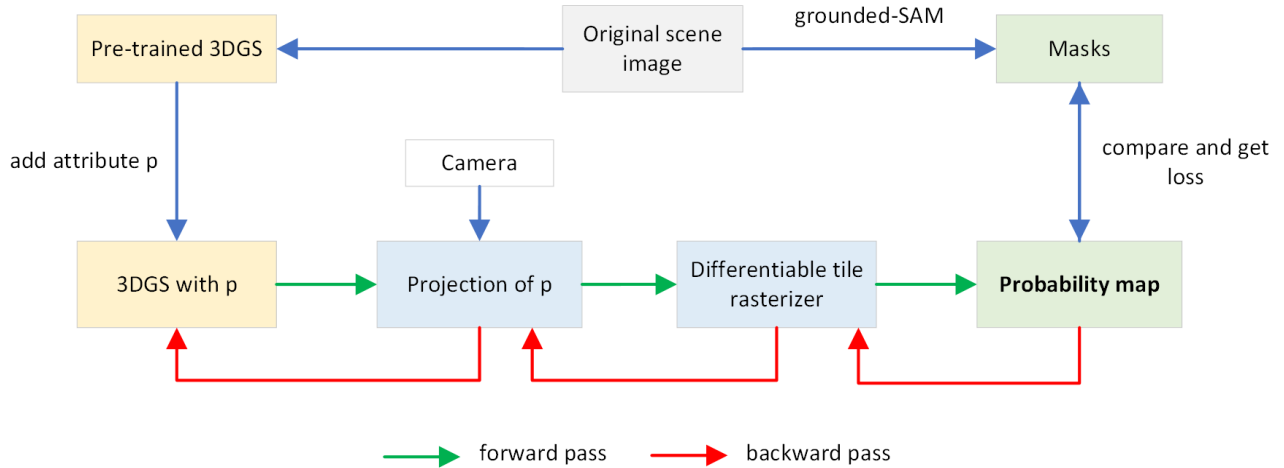 grounded-SAM
Pre-trained 3DGS
Original scene
image
Masks
add attribute p
Camera
compare and get
loss
3DGS with p
Projection of p
Differentiable tile
rasterizer
Probability map
forward pass
backward pass